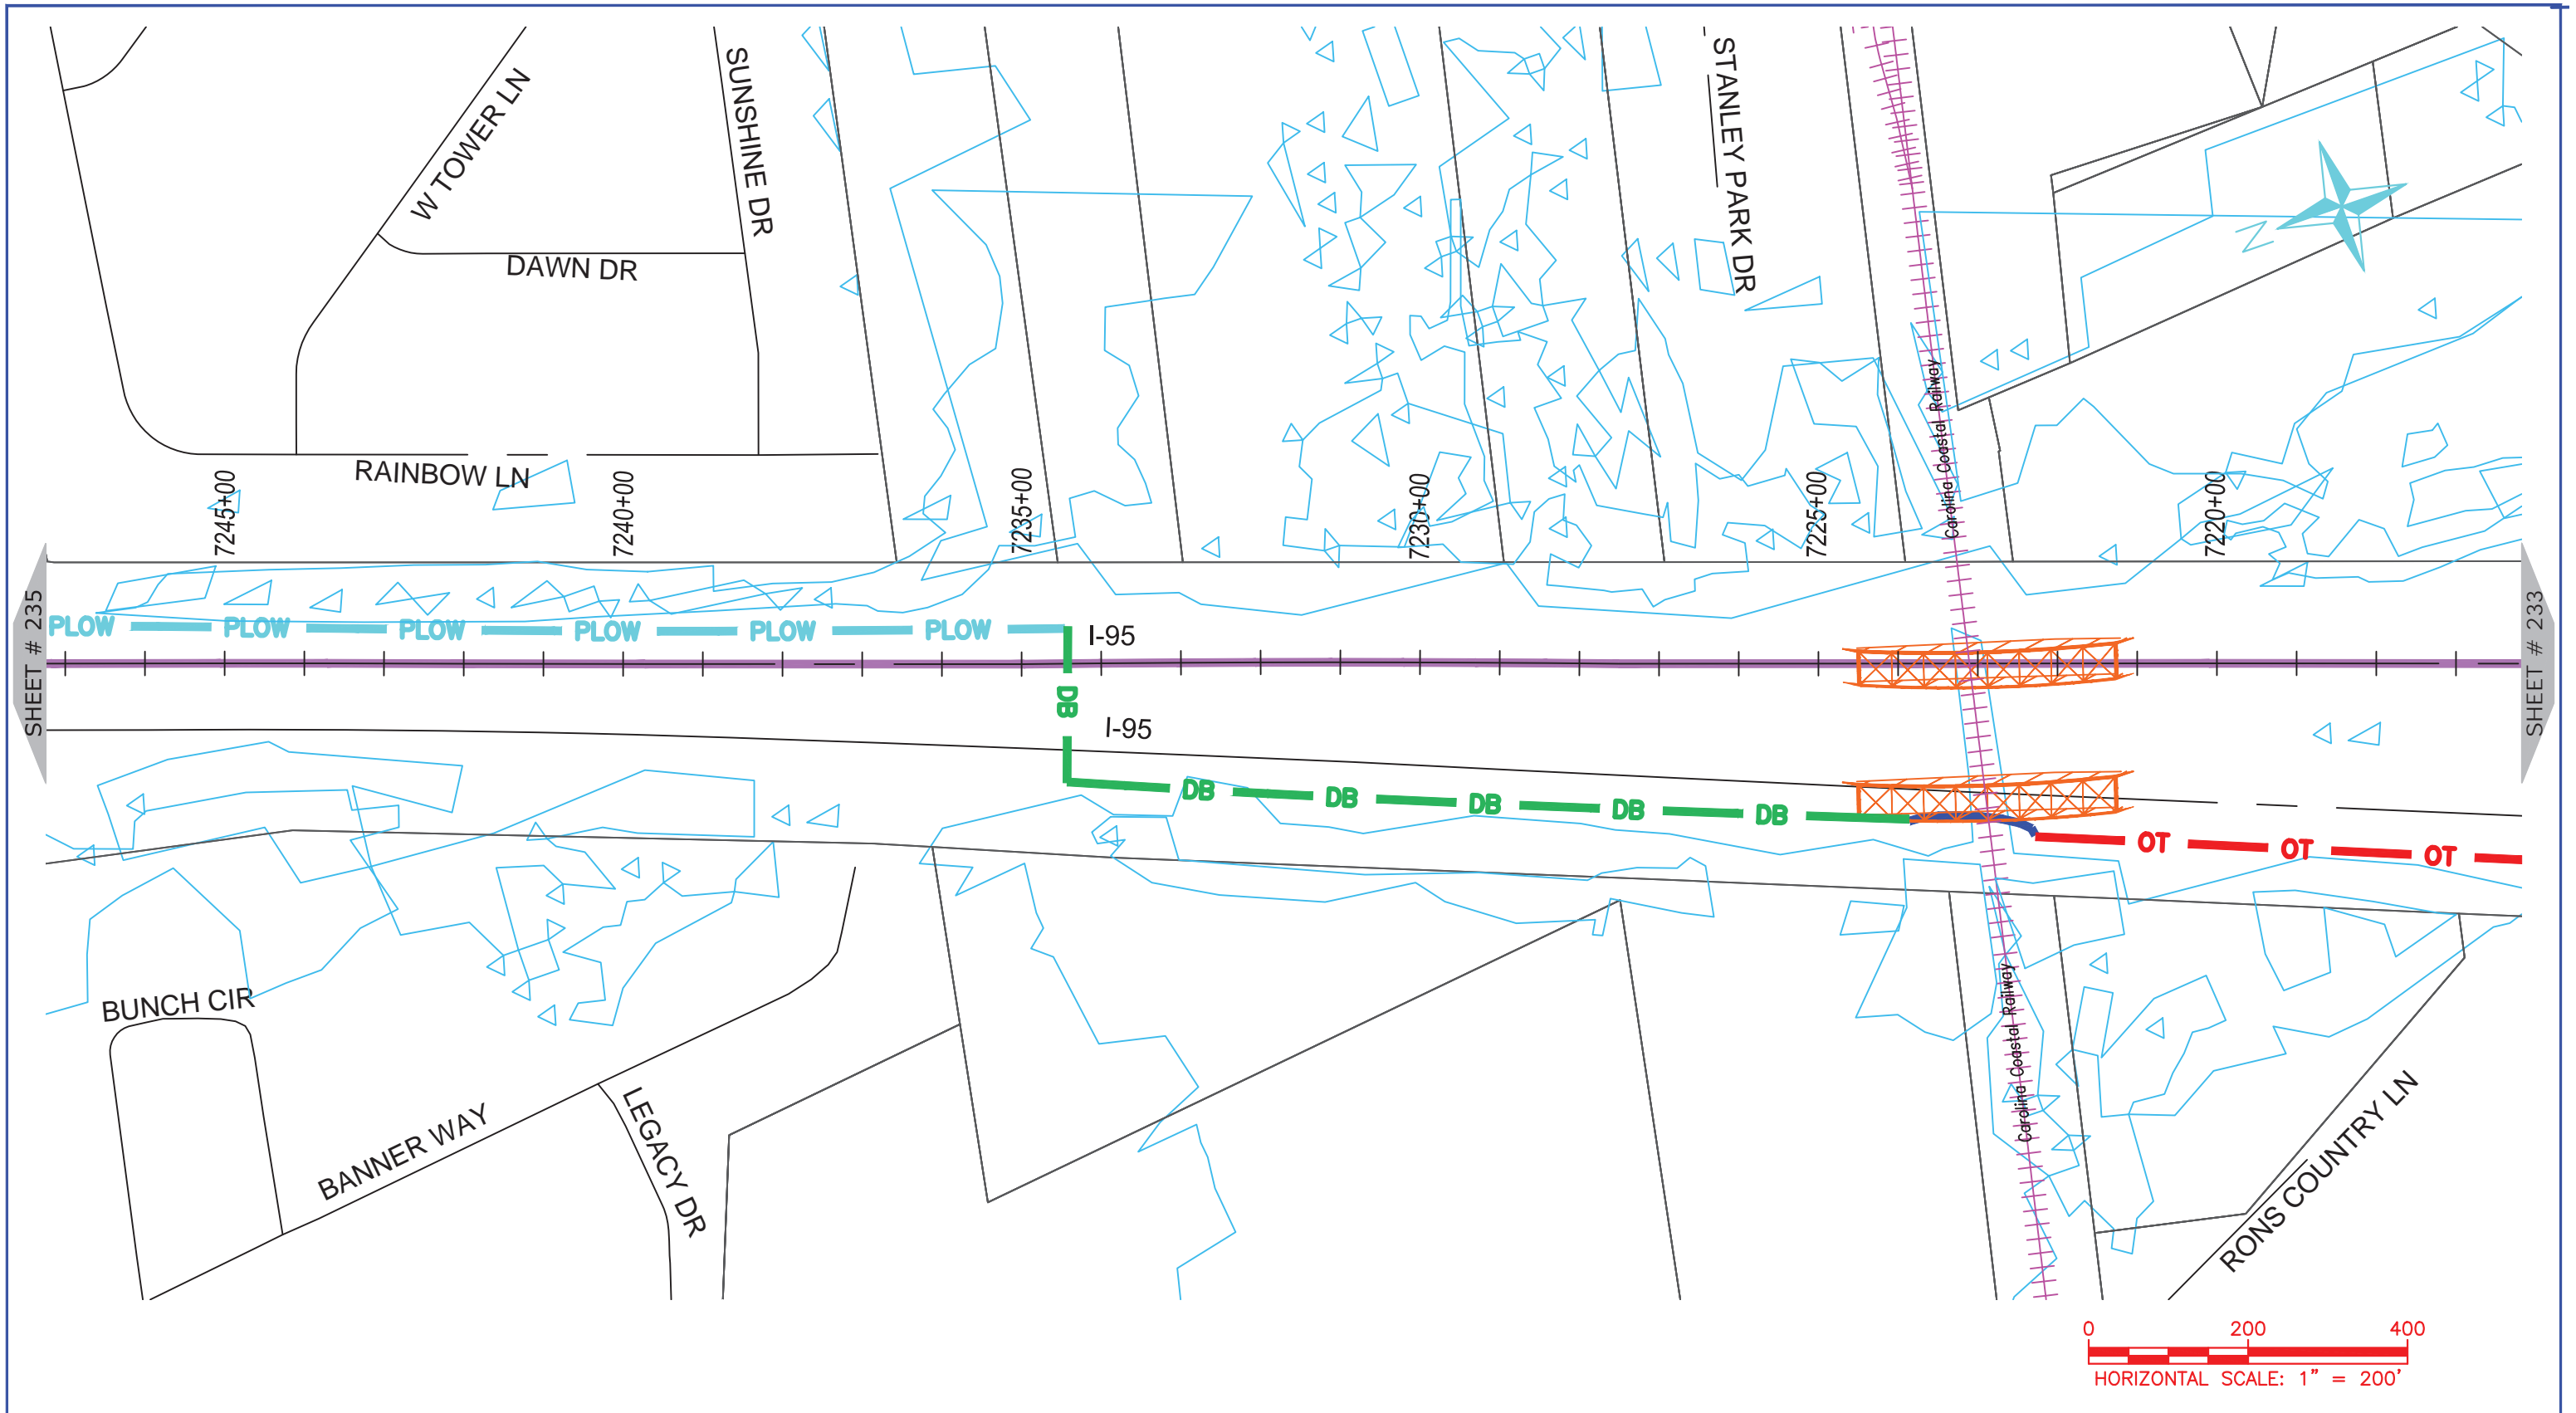 W TOWER LN
SUNSHINE DR
STANLEY PARK DR
DAWN DR
N
RAINBOW LN
Carolina Coastal Railway
7245+00
7240+00
7235+00
7230+00
7225+00
7220+00
SHEET # 235
SHEET # 233
PLOW PLOW PLOW PLOW PLOW PLOW
I-95
DB
I-95
DB DB DB DB DB
OT OT OT
BUNCH CIR
BANNER WAY
LEGACY DR
Carolina Coastal Railway
RONS COUNTRY LN
0 200 400
HORIZONTAL SCALE: 1" = 200'